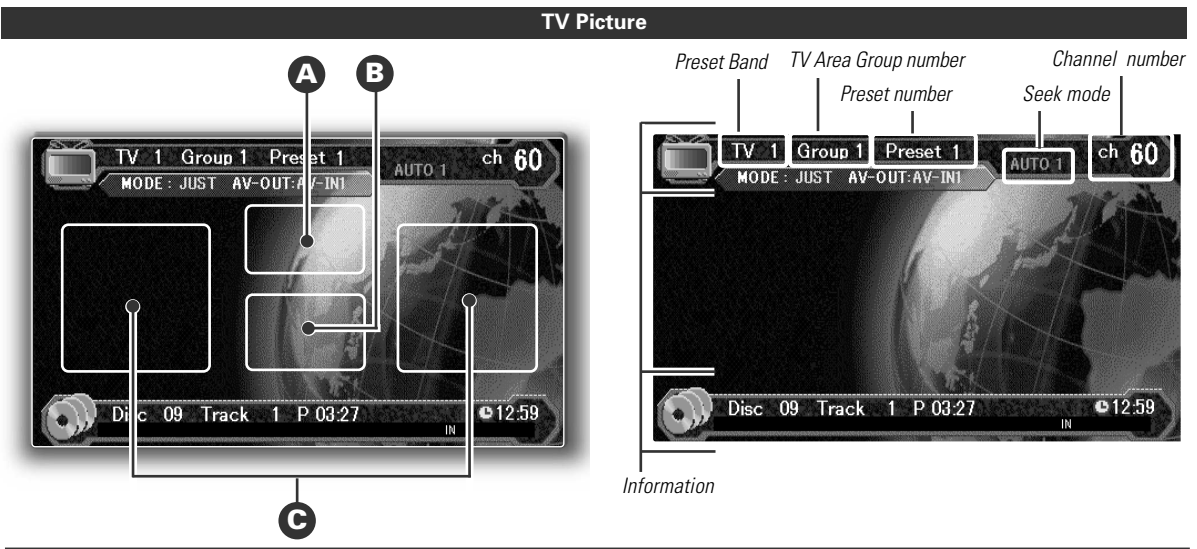 TV Picture
A
B
TV 1 Group 1 Preset 1
AUTO 1
ch 60
MODE : JUST AV-OUT:AV-IN1
Disc 09 Track 1 P 03:27
12:59
IN
C
Preset Band
TV Area Group number
Channel number
Preset number
Seek mode
TV 1 Group 1 Preset 1
AUTO 1
ch 60
MODE : JUST AV-OUT:AV-IN1
Disc 09 Track 1 P 03:27
12:59
IN
Information